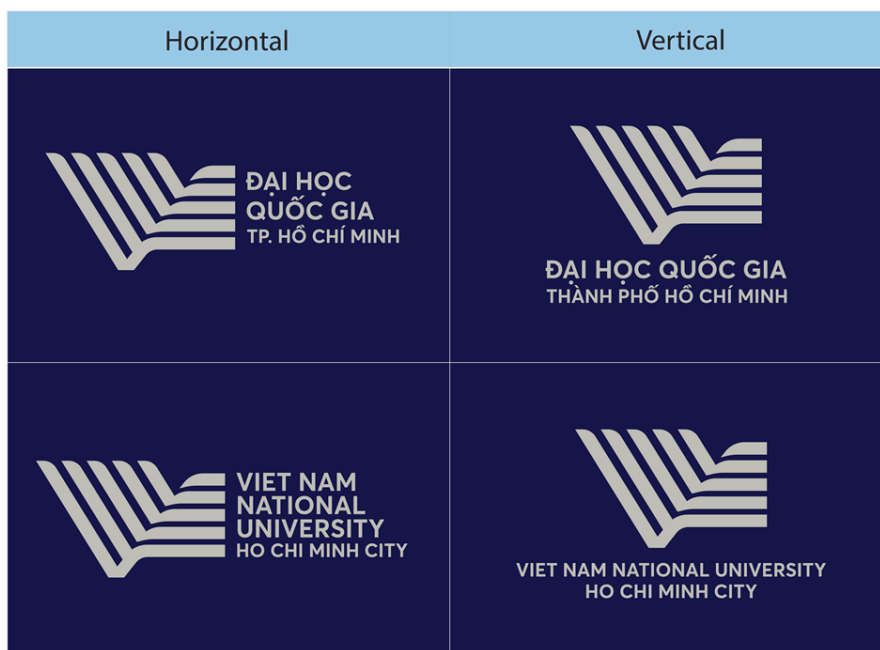 Horizontal
Vertical
ĐẠI HỌC
QUỐC GIA
TP. HỒ CHÍ MINH
ĐẠI HỌC QUỐC GIA
THÀNH PHỐ HỒ CHÍ MINH
VIET NAM
NATIONAL
UNIVERSITY
HO CHI MINH CITY
VIET NAM NATIONAL UNIVERSITY
HO CHI MINH CITY